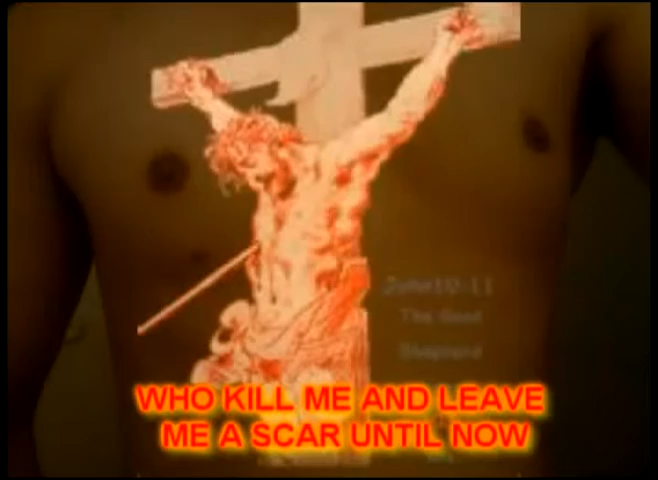 John10:11
The Good
Shepherd
WHO KILL ME AND LEAVE
ME A SCAR UNTIL NOW